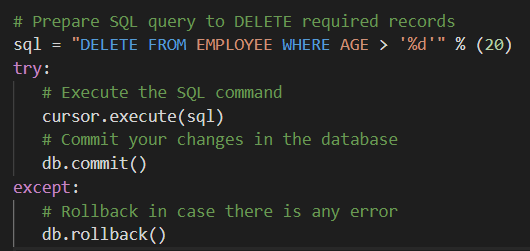 # Prepare SQL query to DELETE required records
sql = "DELETE FROM EMPLOYEE WHERE AGE > '%d'" % (20)
try:
   # Execute the SQL command
   cursor.execute(sql)
   # Commit your changes in the database
   db.commit()
except:
   # Rollback in case there is any error
   db.rollback()